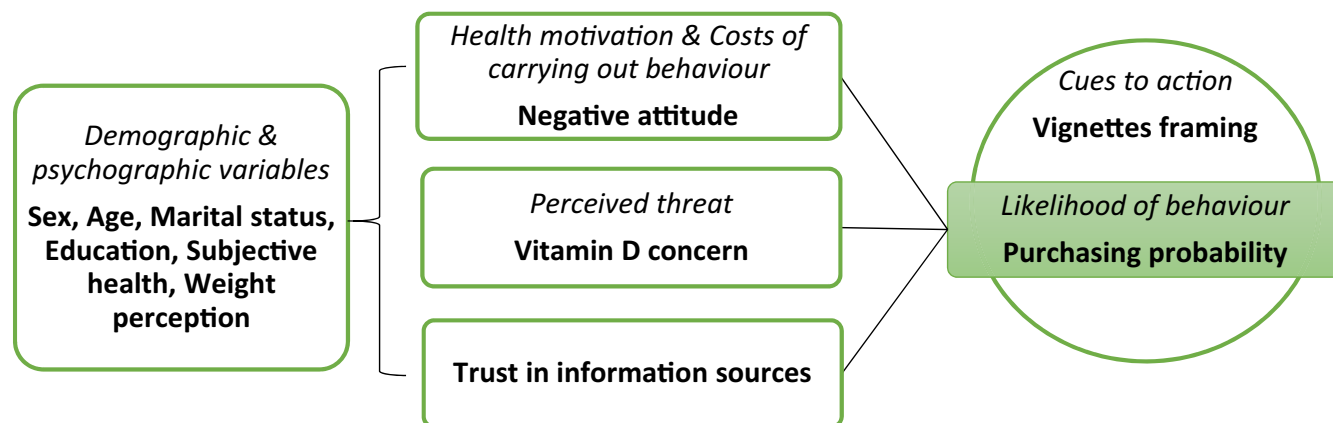 Demographic &
psychographic variables
Sex, Age, Marital status,
Education, Subjective
health, Weight
perception
Health motivation & Costs of
carrying out behaviour
Negative attitude
Perceived threat
Vitamin D concern
Trust in information sources
Cues to action
Vignettes framing
Likelihood of behaviour
Purchasing probability